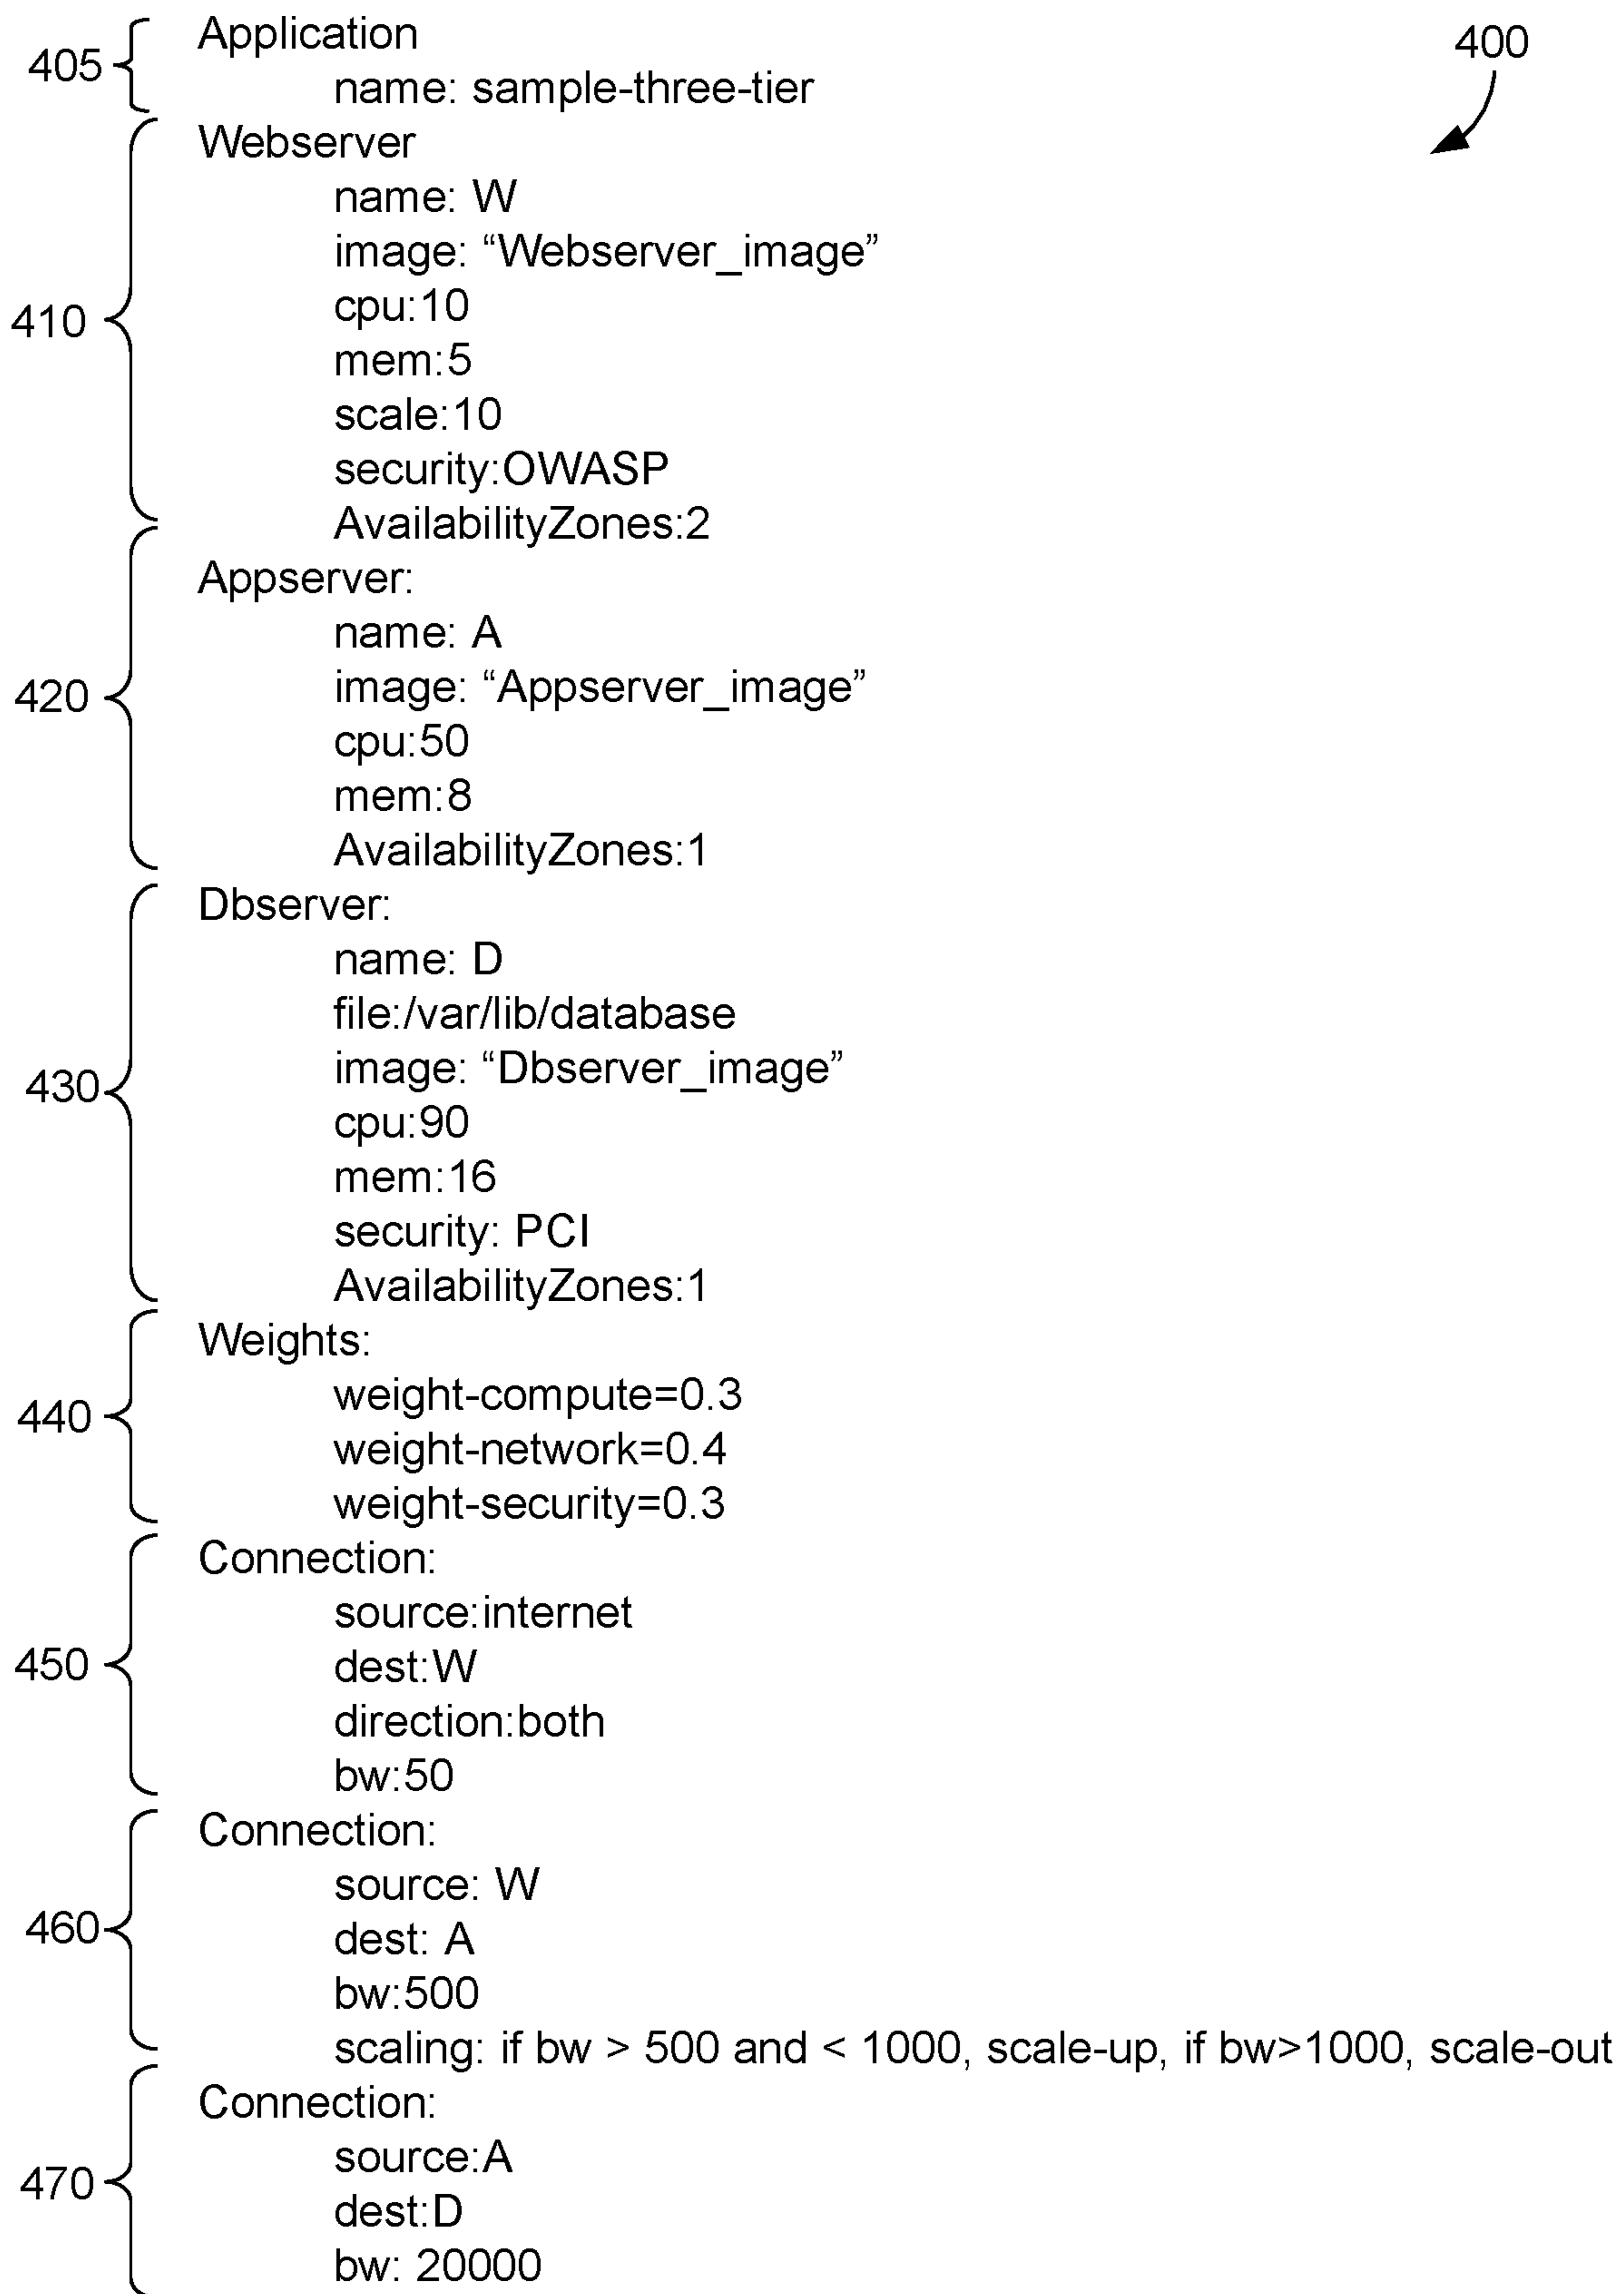 Application
400
405
name: sample-three-tier
Webserver
name: W
image: “Webserver_image”
cpu:10
410
mem:5
scale:10
security:OWASP
AvailabilityZones:2
Appserver:
name: A
420
image: “Appserver_image”
cpu:50
mem:8
AvailabilityZones:1
Dbserver:
name: D
file:/var/lib/database
image: “Dbserver_image”
430
cpu:90
mem:16
security: PCI
AvailabilityZones:1
Weights:
weight-compute=0.3
440
weight-network=0.4
weight-security=0.3
Connection:
source:internet
450
dest:W
direction:both
bw:50
Connection:
source: W
460
dest: A
bw:500
scaling: if bw > 500 and < 1000, scale-up, if bw>1000, scale-out
Connection:
source:A
470
dest:D
bw: 20000